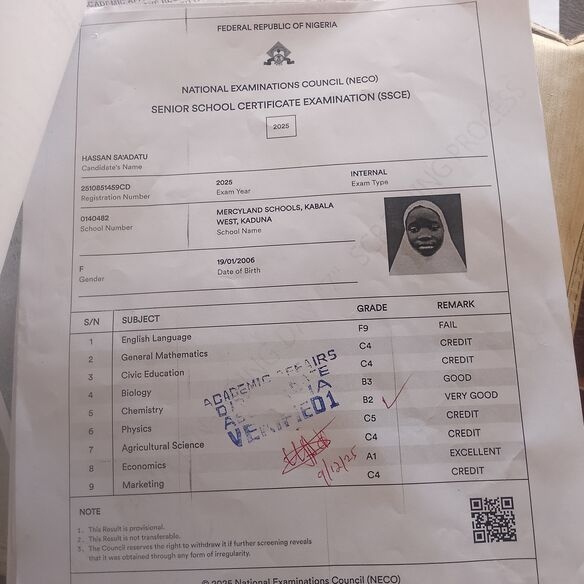 FEDERAL REPUBLIC OF NIGERIA
NATIONAL EXAMINATIONS COUNCIL (NECO)
SENIOR SCHOOL CERTIFICATE EXAMINATION (SSCE)
2025
HASSAN SA'ADATU
Candidate's Name
2510851459CD 2025 INTERNAL
Registration Number Exam Year Exam Type
0140482 MERCYLAND SCHOOLS, KABALA
WEST, KADUNA
School Number School Name
F 19/01/2006
Gender Date of Birth
S/N SUBJECT GRADE REMARK
1 English Language F9 FAIL
2 General Mathematics C4 CREDIT
3 Civic Education C4 CREDIT
4 Biology B3 GOOD
5 Chemistry B2 VERY GOOD
6 Physics C5 CREDIT
7 Agricultural Science C4 CREDIT
8 Economics A1 EXCELLENT
9 Marketing C4 CREDIT
ACADEMIC AFFAIRS
VERIFIED1
9/12/25
NOTE
1. This Result is provisional.
2. This Result is not transferable.
3. The Council reserves the right to withdraw it if further screening reveals
that it was obtained through any form of irregularity.
© 2025 National Examinations Council (NECO)